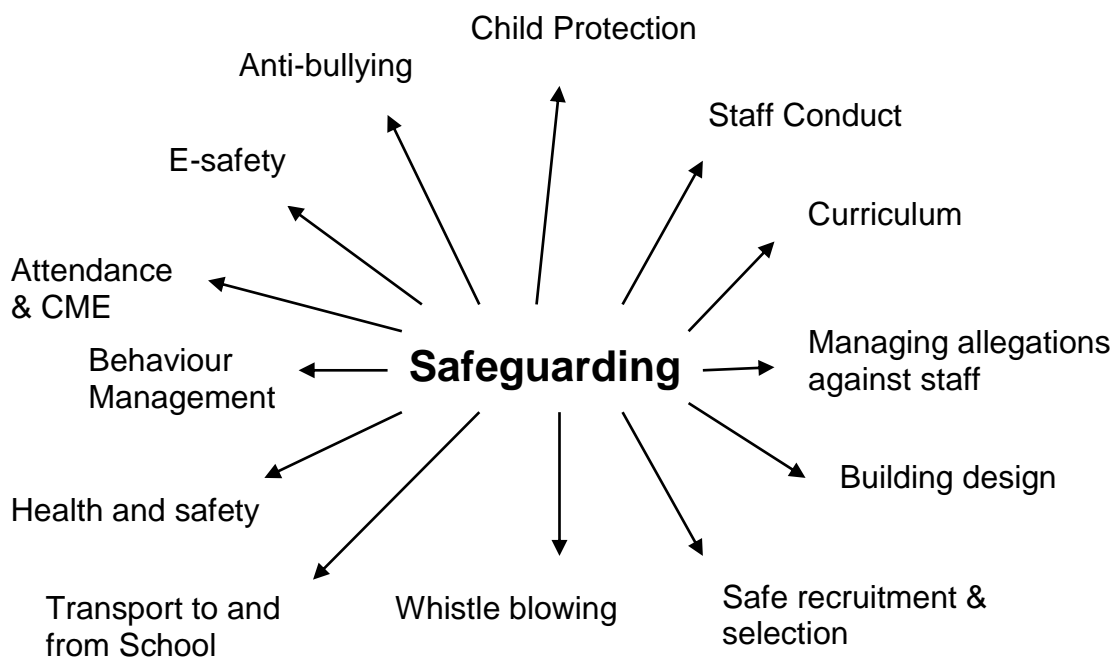 Child Protection
Anti-bullying
Staff Conduct
E-safety
Curriculum
Attendance
& CME
Managing allegations
against staff
Behaviour
Management
Safeguarding
Building design
Health and safety
Transport to and
from School
Whistle blowing
Safe recruitment &
selection